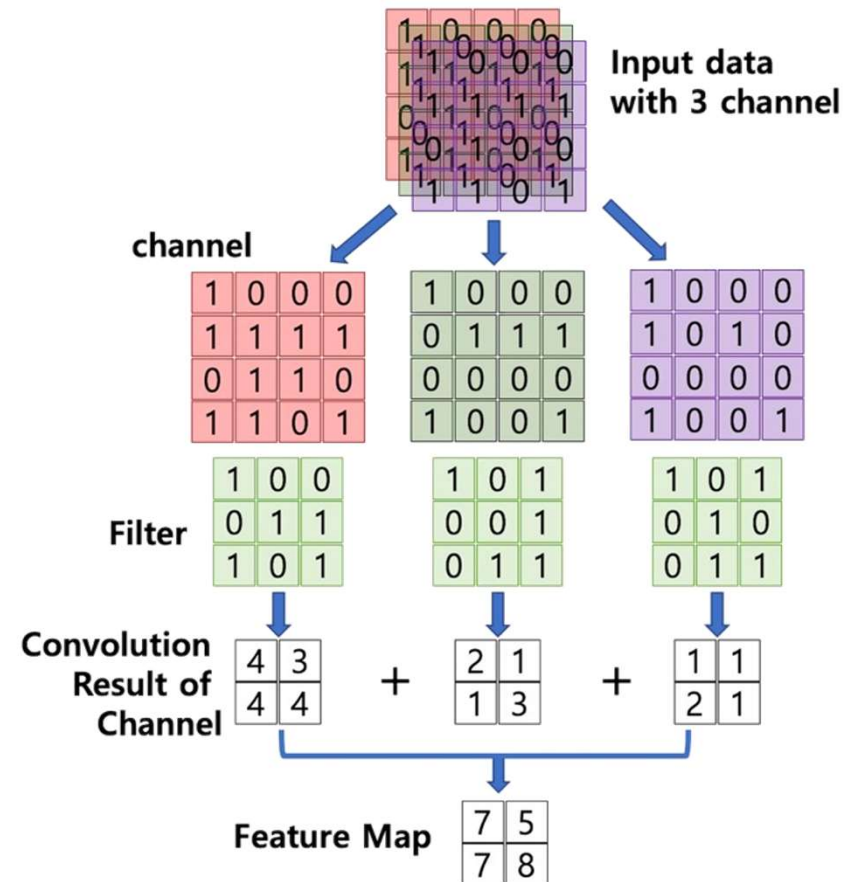 Input data
with 3 channel
channel
1 0 0 0
1 1 1 1
0 1 1 0
1 1 0 1
1 0 0 0
0 1 1 1
0 0 0 0
1 0 0 1
1 0 0 0
1 0 1 0
0 0 0 0
1 0 0 1
Filter
1 0 0
0 1 1
1 0 1
1 0 1
0 0 1
0 1 1
1 0 1
0 1 0
0 1 1
Convolution
Result of
Channel
4 3
4 4
+
2 1
1 3
+
1 1
2 1
Feature Map
7 5
7 8